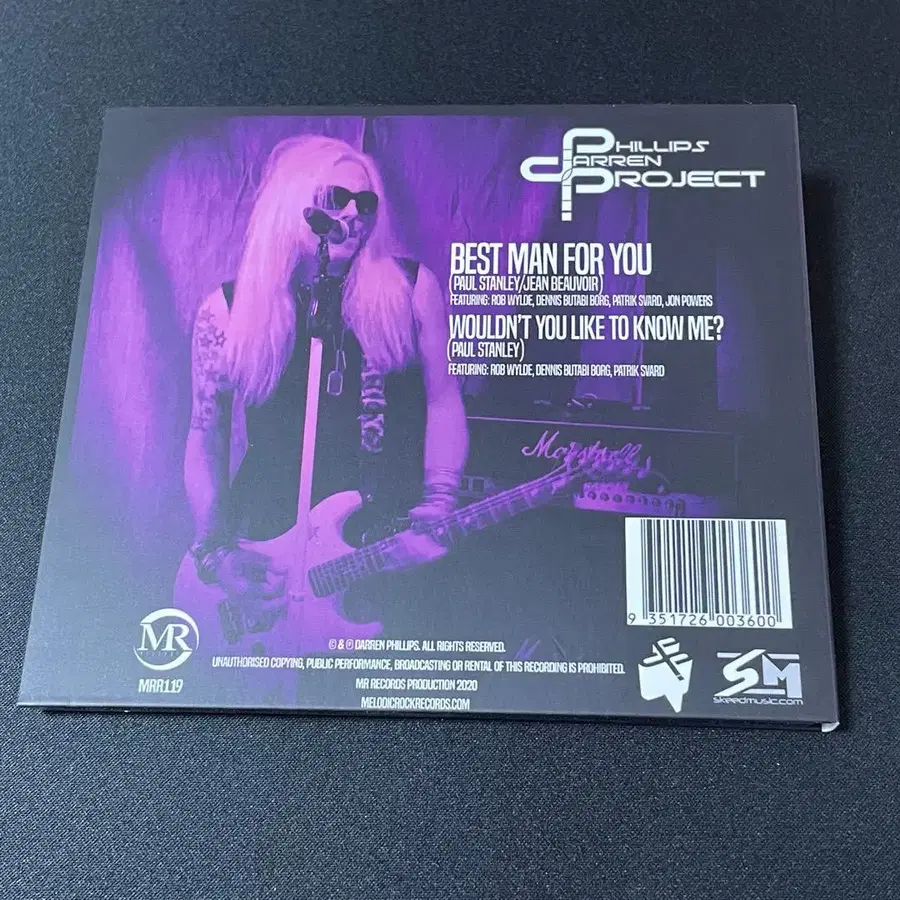 PHILLIPS
DARREN
PROJECT
BEST MAN FOR YOU
(PAUL STANLEY/JEAN BEAUVOIR)
FEATURING: ROB WYLDE, DENNIS BUTABI BORG, PATRIK SVARD, JON POWERS
WOULDN'T YOU LIKE TO KNOW ME?
(PAUL STANLEY)
FEATURING: ROB WYLDE, DENNIS BUTABI BORG, PATRIK SVARD
Marshall
9 351726 003600
MR
RECORDS
MRR119
© & ℗ DARREN PHILLIPS. ALL RIGHTS RESERVED.
UNAUTHORISED COPYING, PUBLIC PERFORMANCE, BROADCASTING OR RENTAL OF THIS RECORDING IS PROHIBITED.
MR RECORDS PRODUCTION 2020
MELODICROCKRECORDS.COM
SM
skeedmusic.com